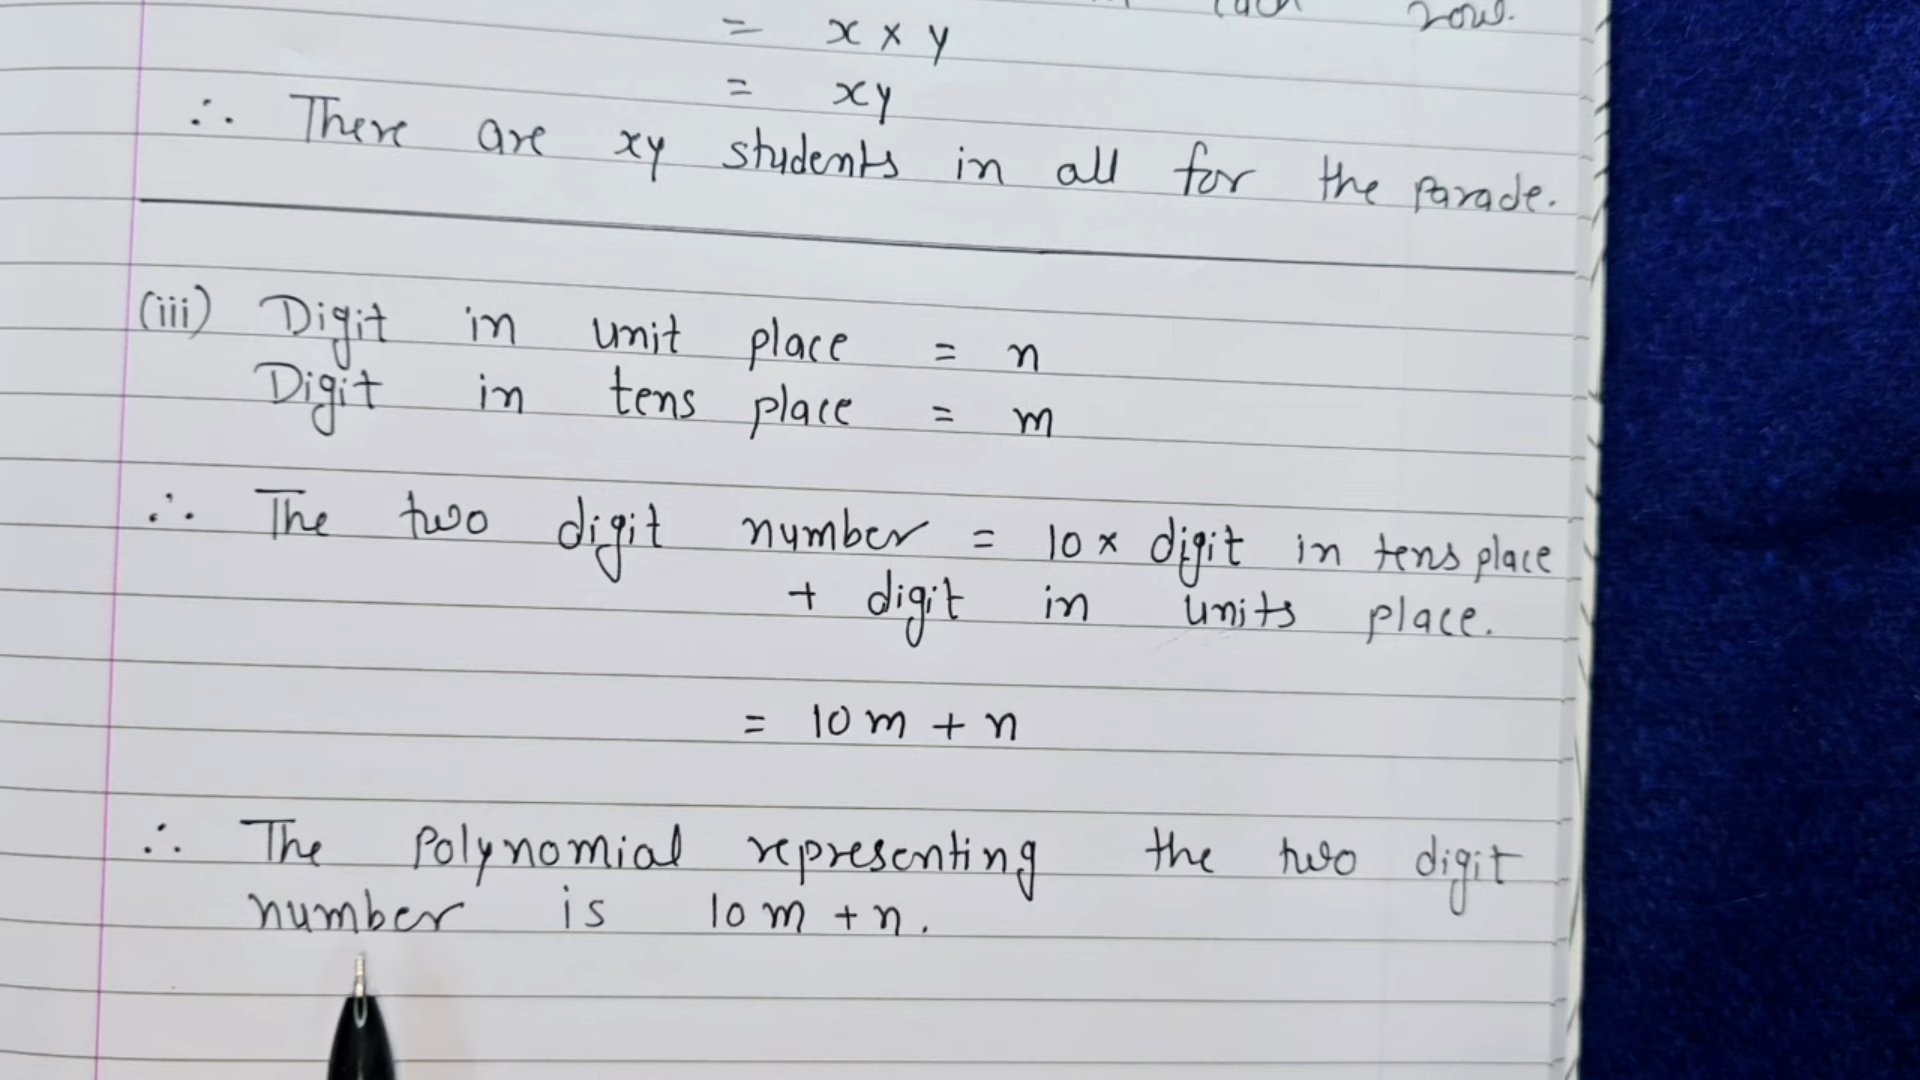 row.
= x × y
= xy
∴ There are xy students in all for the parade.
(iii) Digit in unit place = n
Digit in tens place = m
∴ The two digit number = 10 × digit in tens place
+ digit in units place.
= 10m + n
∴ The Polynomial representing the two digit
number is 10m + n.